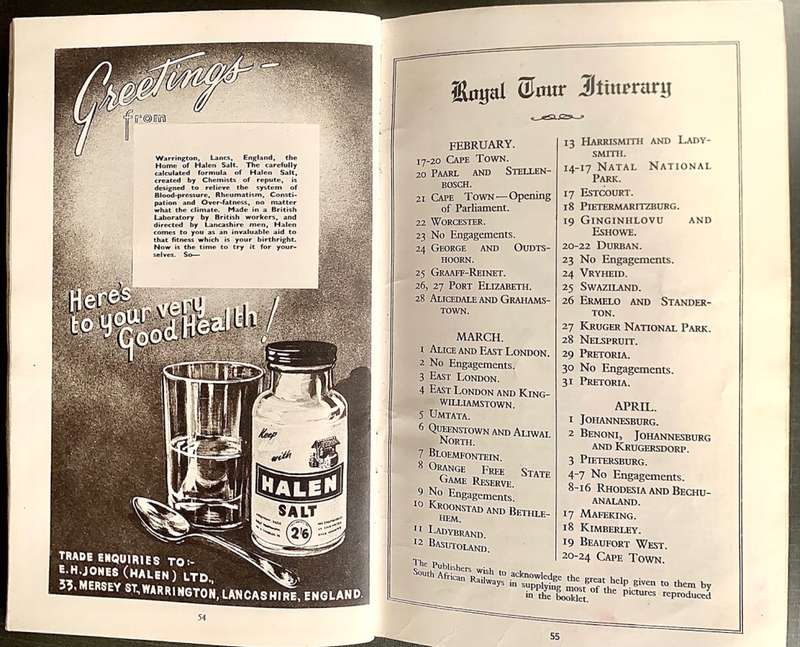 Greetings-
from
Warrington, Lancs, England, the
Home of Halen Salt. The carefully
calculated formula of Halen Salt,
created by Chemists of repute, is
designed to relieve the system of
Blood-pressure, Rheumatism, Consti-
pation and Over-fatness, no matter
what the climate. Made in a British
Laboratory by British workers, and
directed by Lancashire men, Halen
comes to you as an invaluable aid to
that fitness which is your birthright.
Now is the time to try it for your-
selves. So—
Here's
to your very
Good Health!
Keep
with
HALEN
SALT
2/6
TRADE ENQUIRIES TO:-
E.H. JONES (HALEN) LTD.,
33, MERSEY ST, WARRINGTON, LANCASHIRE, ENGLAND.
54
Royal Tour Itinerary
FEBRUARY.
17-20 CAPE TOWN.
20 PAARL AND STELLEN-
BOSCH.
21 CAPE TOWN—Opening
of Parliament.
22 WORCESTER.
23 No Engagements.
24 GEORGE AND OUDTS-
HOORN.
25 GRAAFF-REINET.
26, 27 PORT ELIZABETH.
28 ALICEDALE AND GRAHAMS-
TOWN.
MARCH.
1 ALICE AND EAST LONDON.
2 No Engagements.
3 EAST LONDON.
4 EAST LONDON AND KING-
WILLIAMSTOWN.
5 UMTATA.
6 QUEENSTOWN AND ALIWAL
NORTH.
7 BLOEMFONTEIN.
8 ORANGE FREE STATE
GAME RESERVE.
9 No Engagements.
10 KROONSTAD AND BETHLE-
HEM.
11 LADYBRAND.
12 BASUTOLAND.
13 HARRISMITH AND LADY-
SMITH.
14-17 NATAL NATIONAL
PARK.
17 ESTCOURT.
18 PIETERMARITZBURG.
19 GINGINHLOVU AND
ESHOWE.
20-22 DURBAN.
23 No Engagements.
24 VRYHEID.
25 SWAZILAND.
26 ERMELO AND STANDER-
TON.
27 KRUGER NATIONAL PARK.
28 NELSPRUIT.
29 PRETORIA.
30 No Engagements.
31 PRETORIA.
APRIL.
1 JOHANNESBURG.
2 BENONI, JOHANNESBURG
AND KRUGERSDORP.
3 PIETERSBURG.
4-7 No Engagements.
8-16 RHODESIA AND BECHU-
ANALAND.
17 MAFEKING.
18 KIMBERLEY.
19 BEAUFORT WEST.
20-24 CAPE TOWN.
The Publishers wish to acknowledge the great help given to them by
South African Railways in supplying most of the pictures reproduced
in the booklet.
55